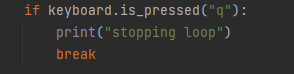 if keyboard.is_pressed("q"):
    print("stopping loop")
    break